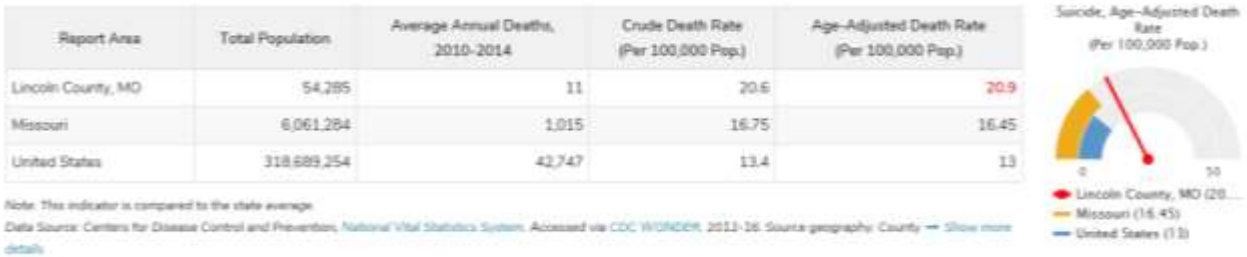 Report Area Total Population Average Annual Deaths, 2010-2014 Crude Death Rate (Per 100,000 Pop.) Age-Adjusted Death Rate (Per 100,000 Pop.)
Lincoln County, MO 54,285 11 20.6 20.9
Missouri 6,061,284 1,015 16.75 16.45
United States 318,689,254 42,747 13.4 13
Note: This indicator is compared to the state average.
Data Source: Centers for Disease Control and Prevention, National Vital Statistics System. Accessed via CDC WONDER. 2012-16. Source geography: County → Show more
details
Suicide, Age-Adjusted Death
Rate
(Per 100,000 Pop.)
0 50
Lincoln County, MO (20....
Missouri (16.45)
United States (13)